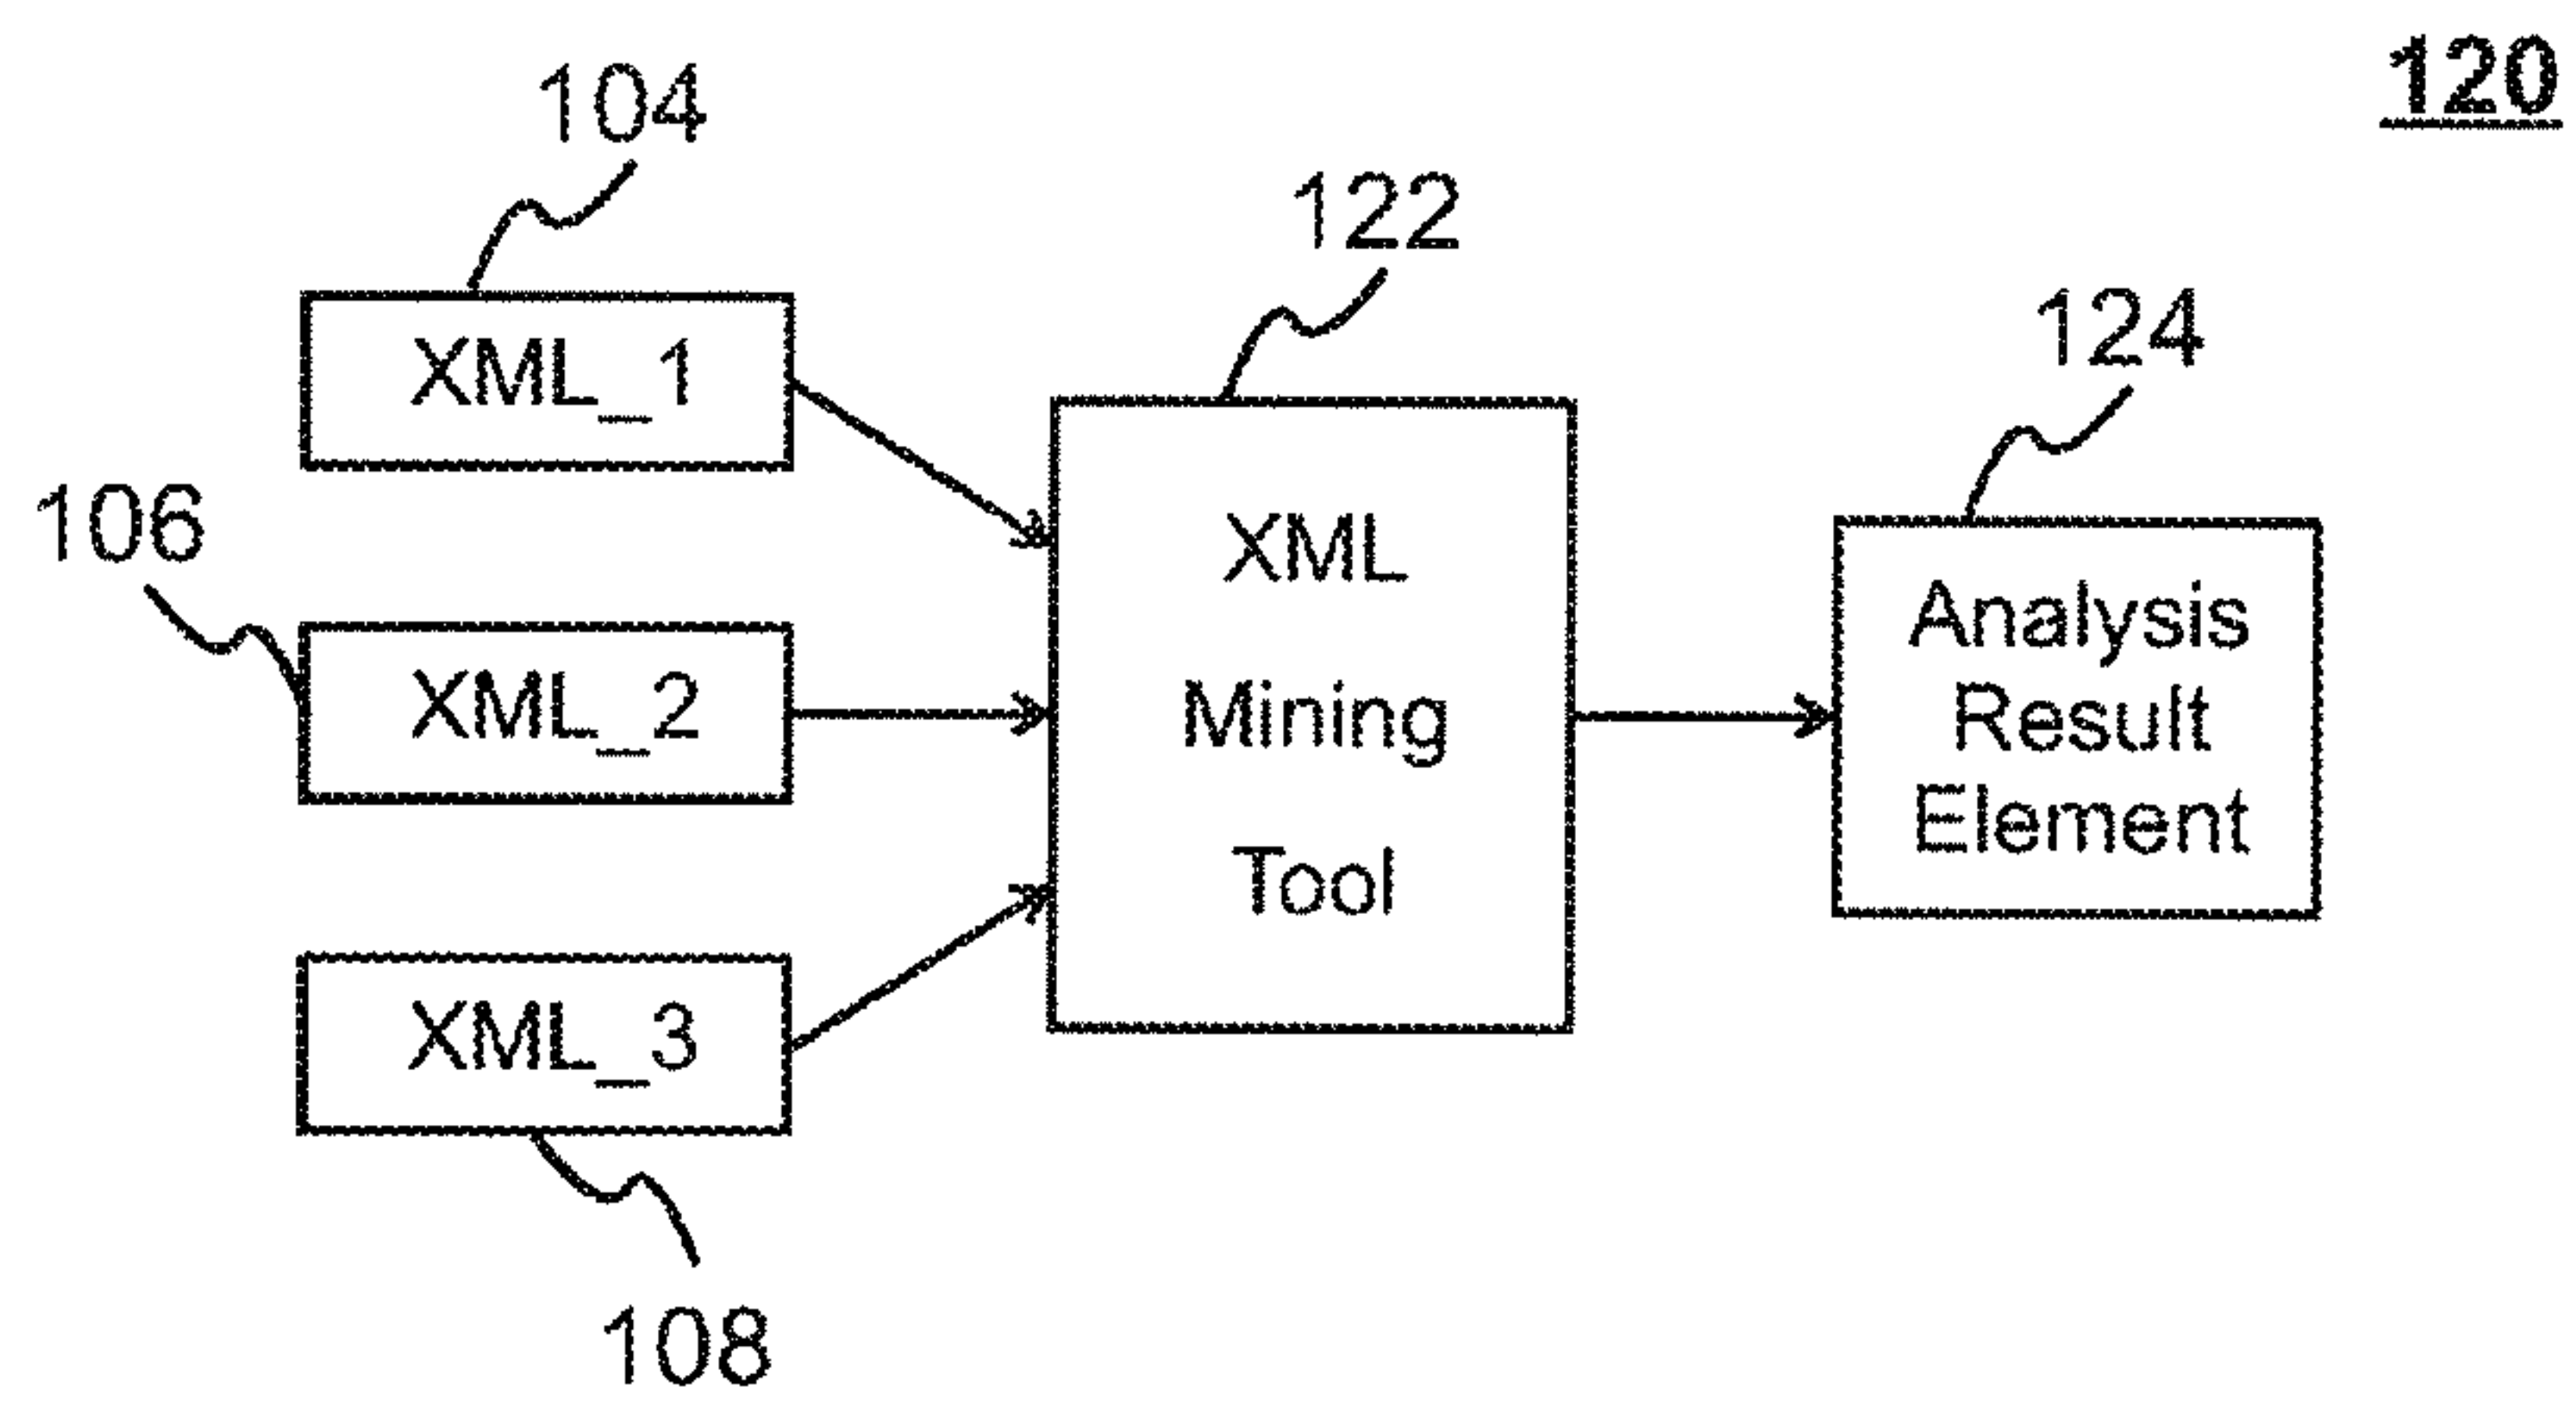 120
104
122
124
XML_1
106
XML
Mining
Tool
Analysis
Result
Element
XML_2
XML_3
108